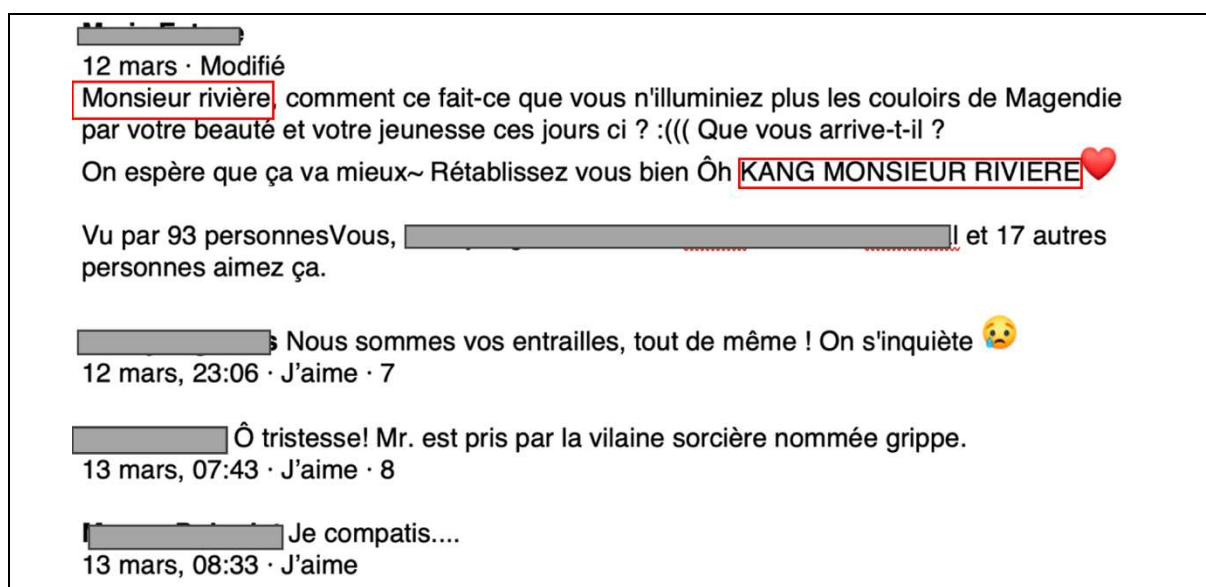 12 mars · Modifié
Monsieur rivière, comment ce fait-ce que vous n'illuminiez plus les couloirs de Magendie
par votre beauté et votre jeunesse ces jours ci ? :((( Que vous arrive-t-il ?
On espère que ça va mieux~ Rétablissez vous bien Ôh KANG MONSIEUR RIVIERE❤️
Vu par 93 personnesVous, et 17 autres
personnes aimez ça.
Nous sommes vos entrailles, tout de même ! On s'inquiète 😢
12 mars, 23:06 · J’aime · 7
Ô tristesse! Mr. est pris par la vilaine sorcière nommée grippe.
13 mars, 07:43 · J’aime · 8
Je compatis....
13 mars, 08:33 · J’aime